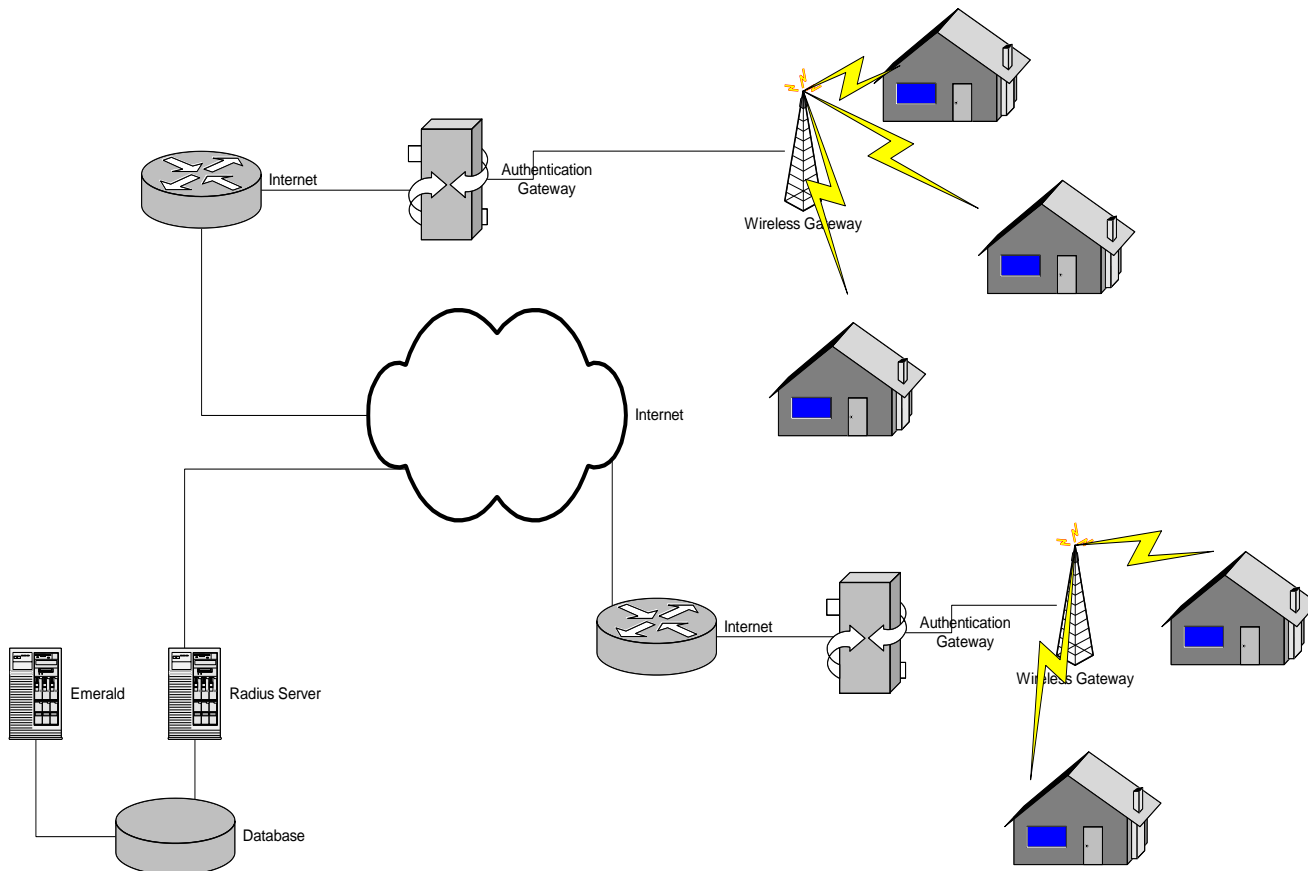 Internet
Authentication
Gateway
Wireless Gateway
Internet
Internet
Authentication
Gateway
Wireless Gateway
Emerald
Radius Server
Database